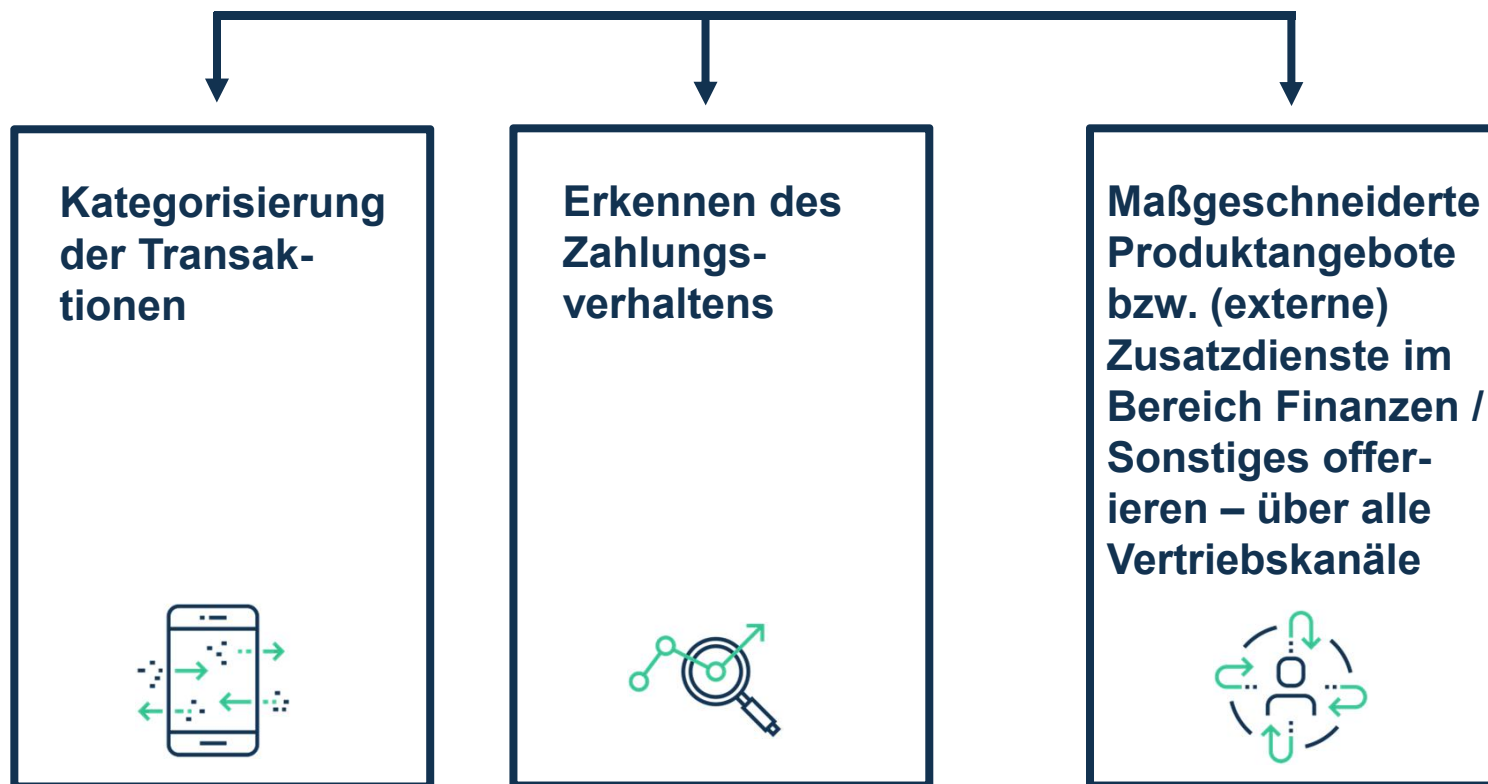 Kategorisierung
der Transak-
tionen
Erkennen des
Zahlungs-
verhaltens
Maßgeschneiderte
Produktangebote
bzw. (externe)
Zusatzdienste im
Bereich Finanzen /
Sonstiges offer-
ieren – über alle
Vertriebskanäle